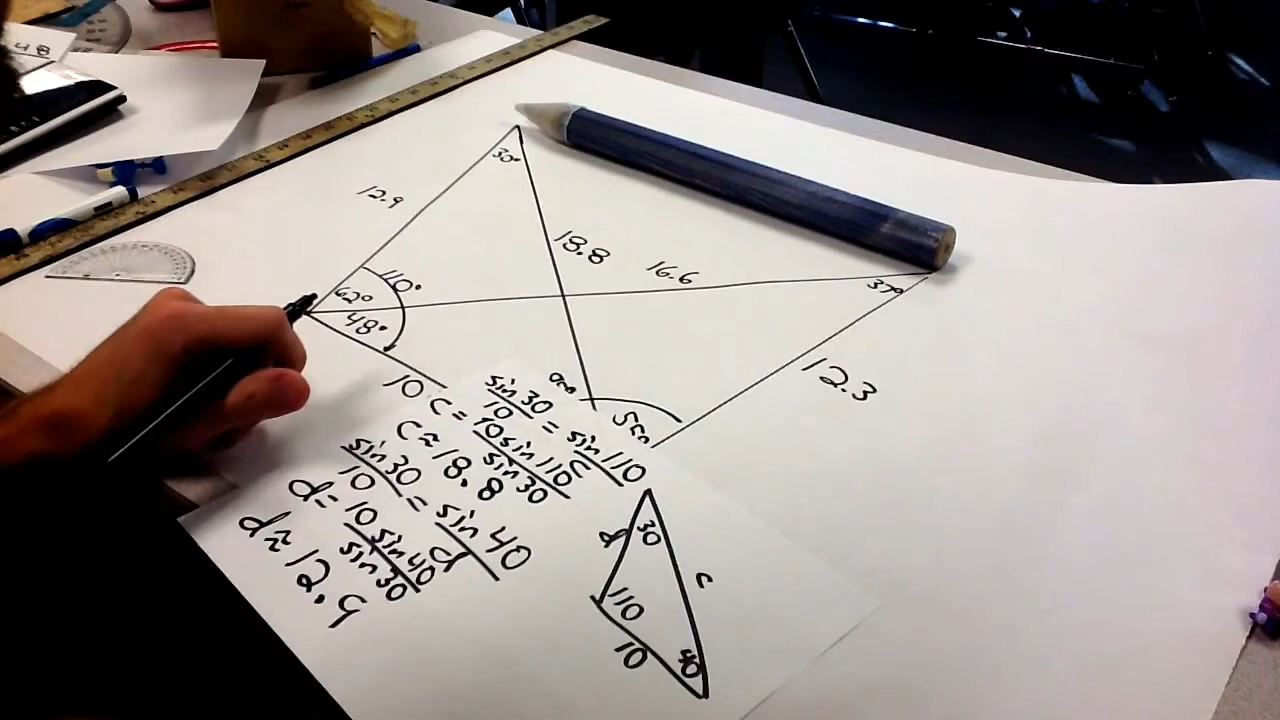 48
30°
12.9
18.8
16.6
110°
62°
48°
37°
12.3
10
sin 30 / 10 = sin 110 / c
c = 10 sin 110 / sin 30
c ≈ 18.8
sin 30 / 10 = sin 40 / d
d = 10 sin 40 / sin 30
d ≈ 12.9
30
d
c
110
10
40